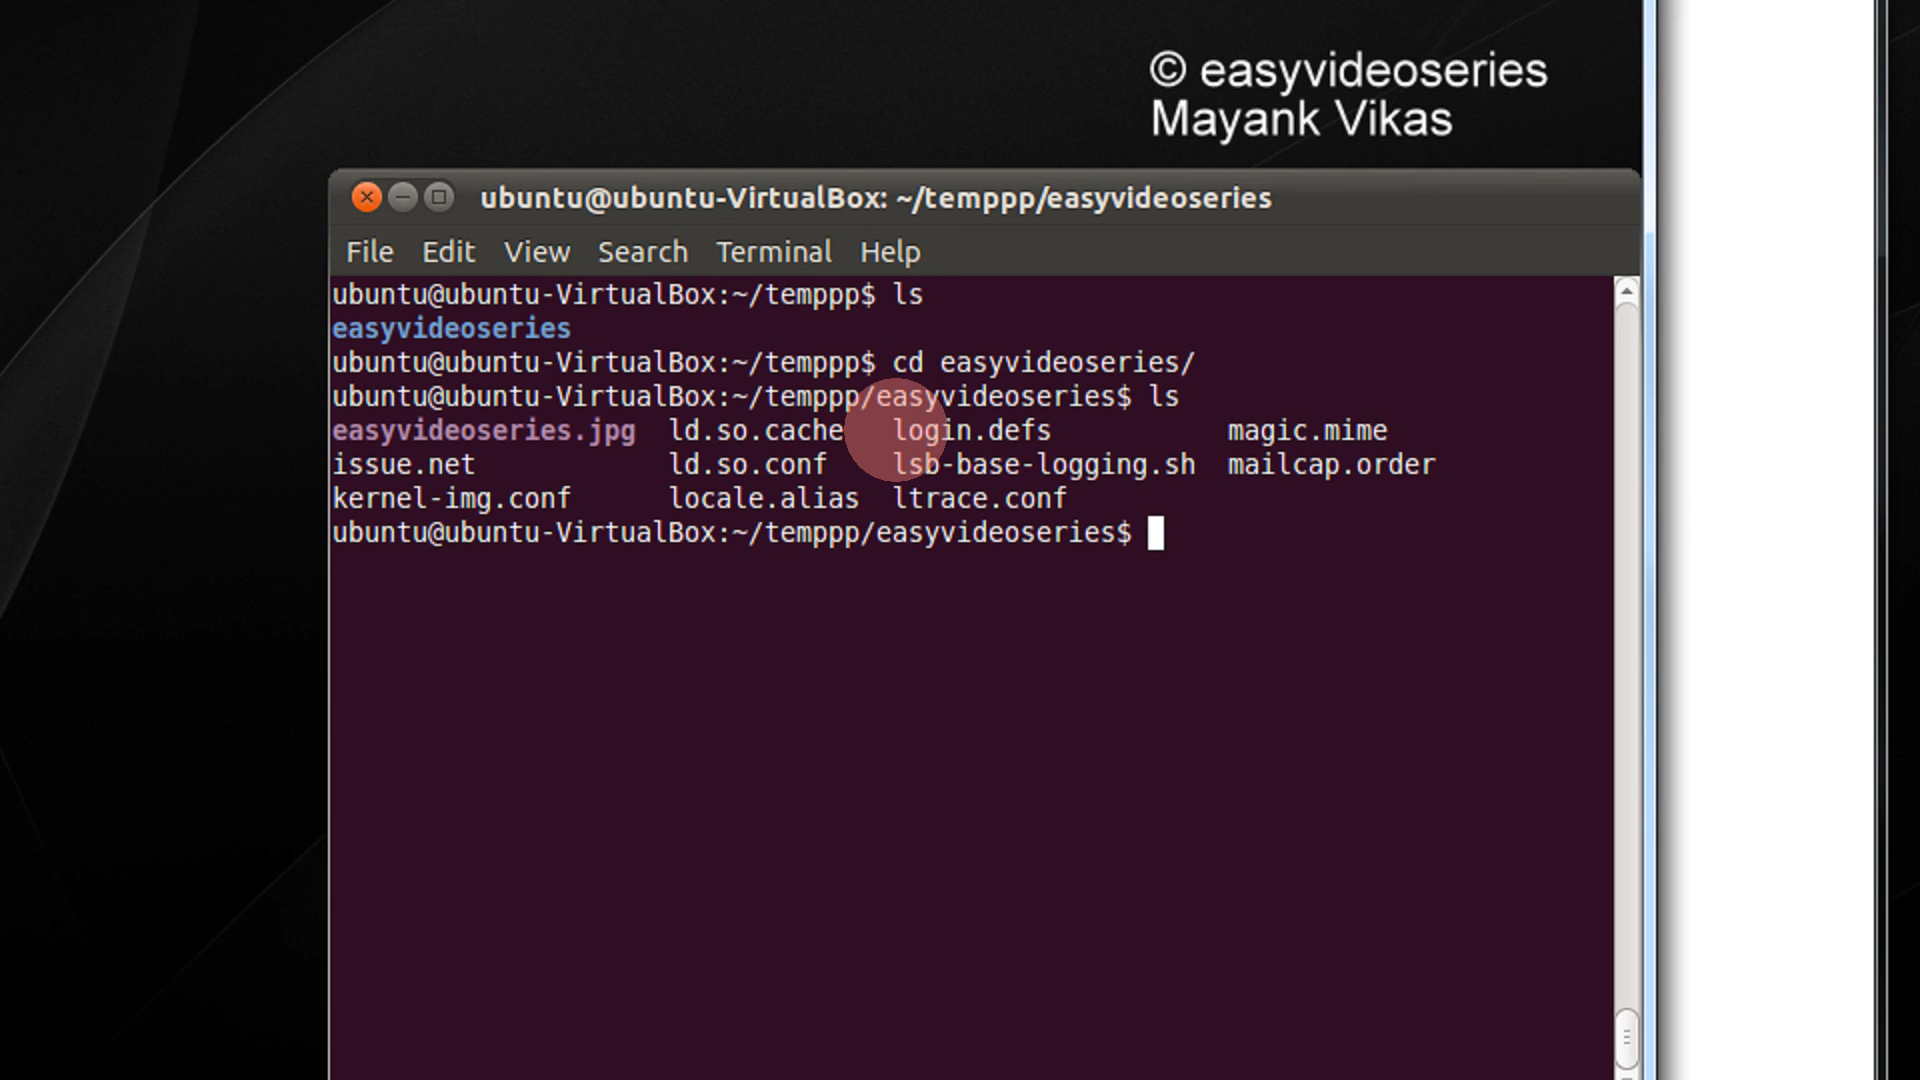 © easyvideoseries
Mayank Vikas
ubuntu@ubuntu-VirtualBox: ~/temppp/easyvideoseries
File Edit View Search Terminal Help
ubuntu@ubuntu-VirtualBox:~/temppp$ ls
easyvideoseries
ubuntu@ubuntu-VirtualBox:~/temppp$ cd easyvideoseries/
ubuntu@ubuntu-VirtualBox:~/temppp/easyvideoseries$ ls
easyvideoseries.jpg ld.so.cache login.defs magic.mime
issue.net ld.so.conf lsb-base-logging.sh mailcap.order
kernel-img.conf locale.alias ltrace.conf
ubuntu@ubuntu-VirtualBox:~/temppp/easyvideoseries$